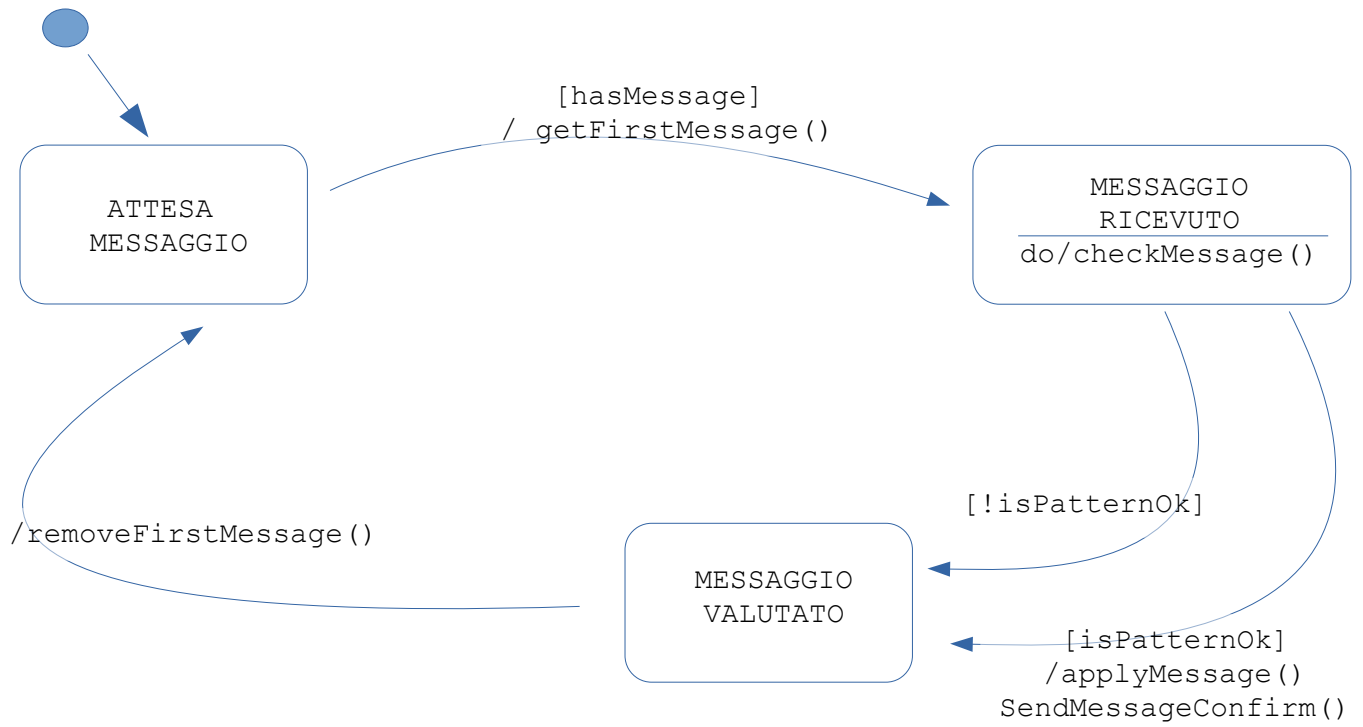 [hasMessage]
/ getFirstMessage()
ATTESA
MESSAGGIO
MESSAGGIO
RICEVUTO
do/checkMessage()
[!isPatternOk]
/removeFirstMessage()
MESSAGGIO
VALUTATO
[isPatternOk]
/applyMessage()
SendMessageConfirm()